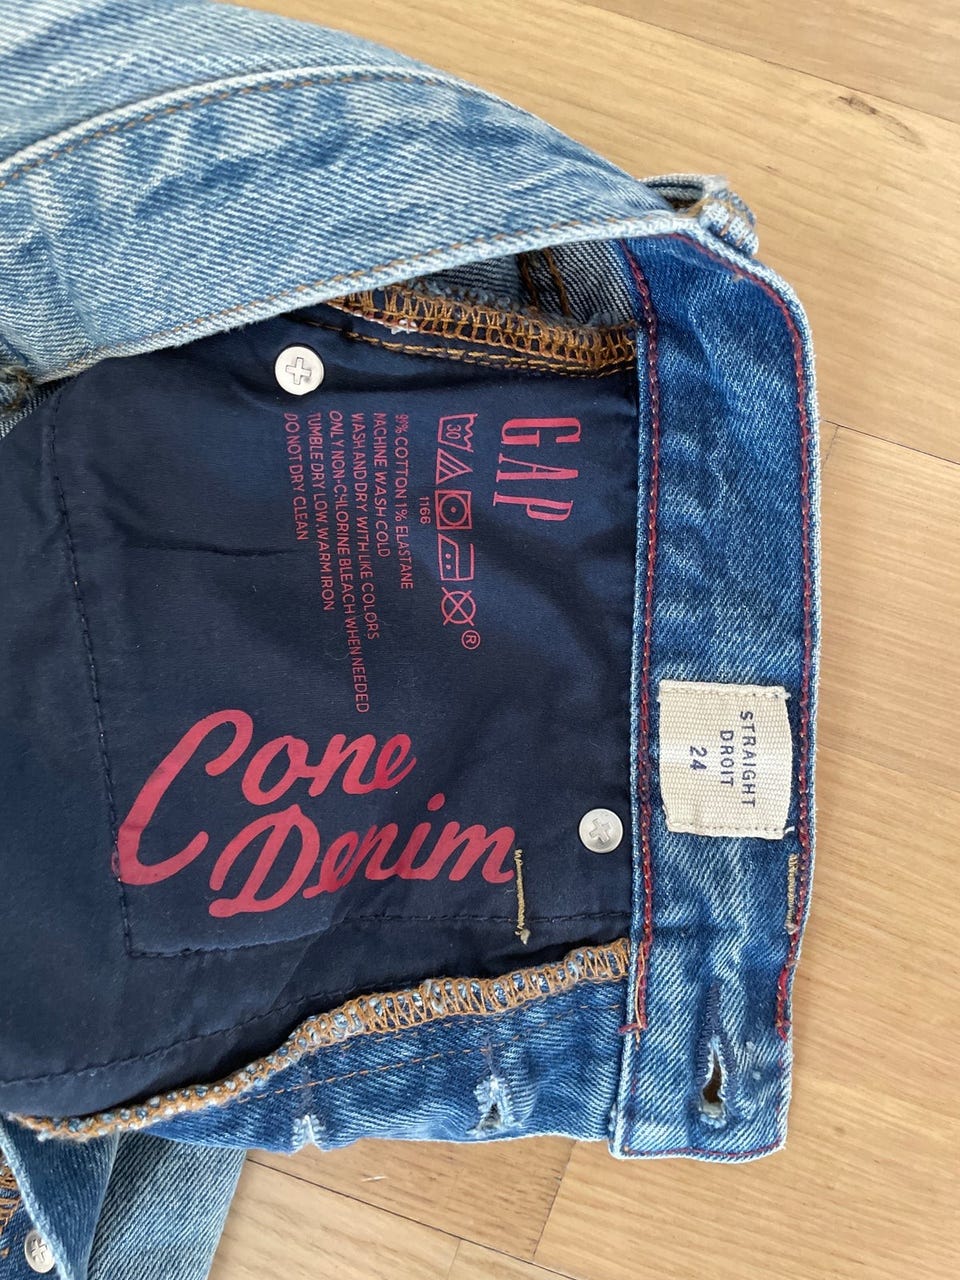 GAP
30
®
1166
99% COTTON 1% ELASTANE
MACHINE WASH COLD
WASH AND DRY WITH LIKE COLORS
ONLY NON-CHLORINE BLEACH WHEN NEEDED
TUMBLE DRY LOW. WARM IRON
DO NOT DRY CLEAN
Cone
Denim
STRAIGHT
DROIT
24